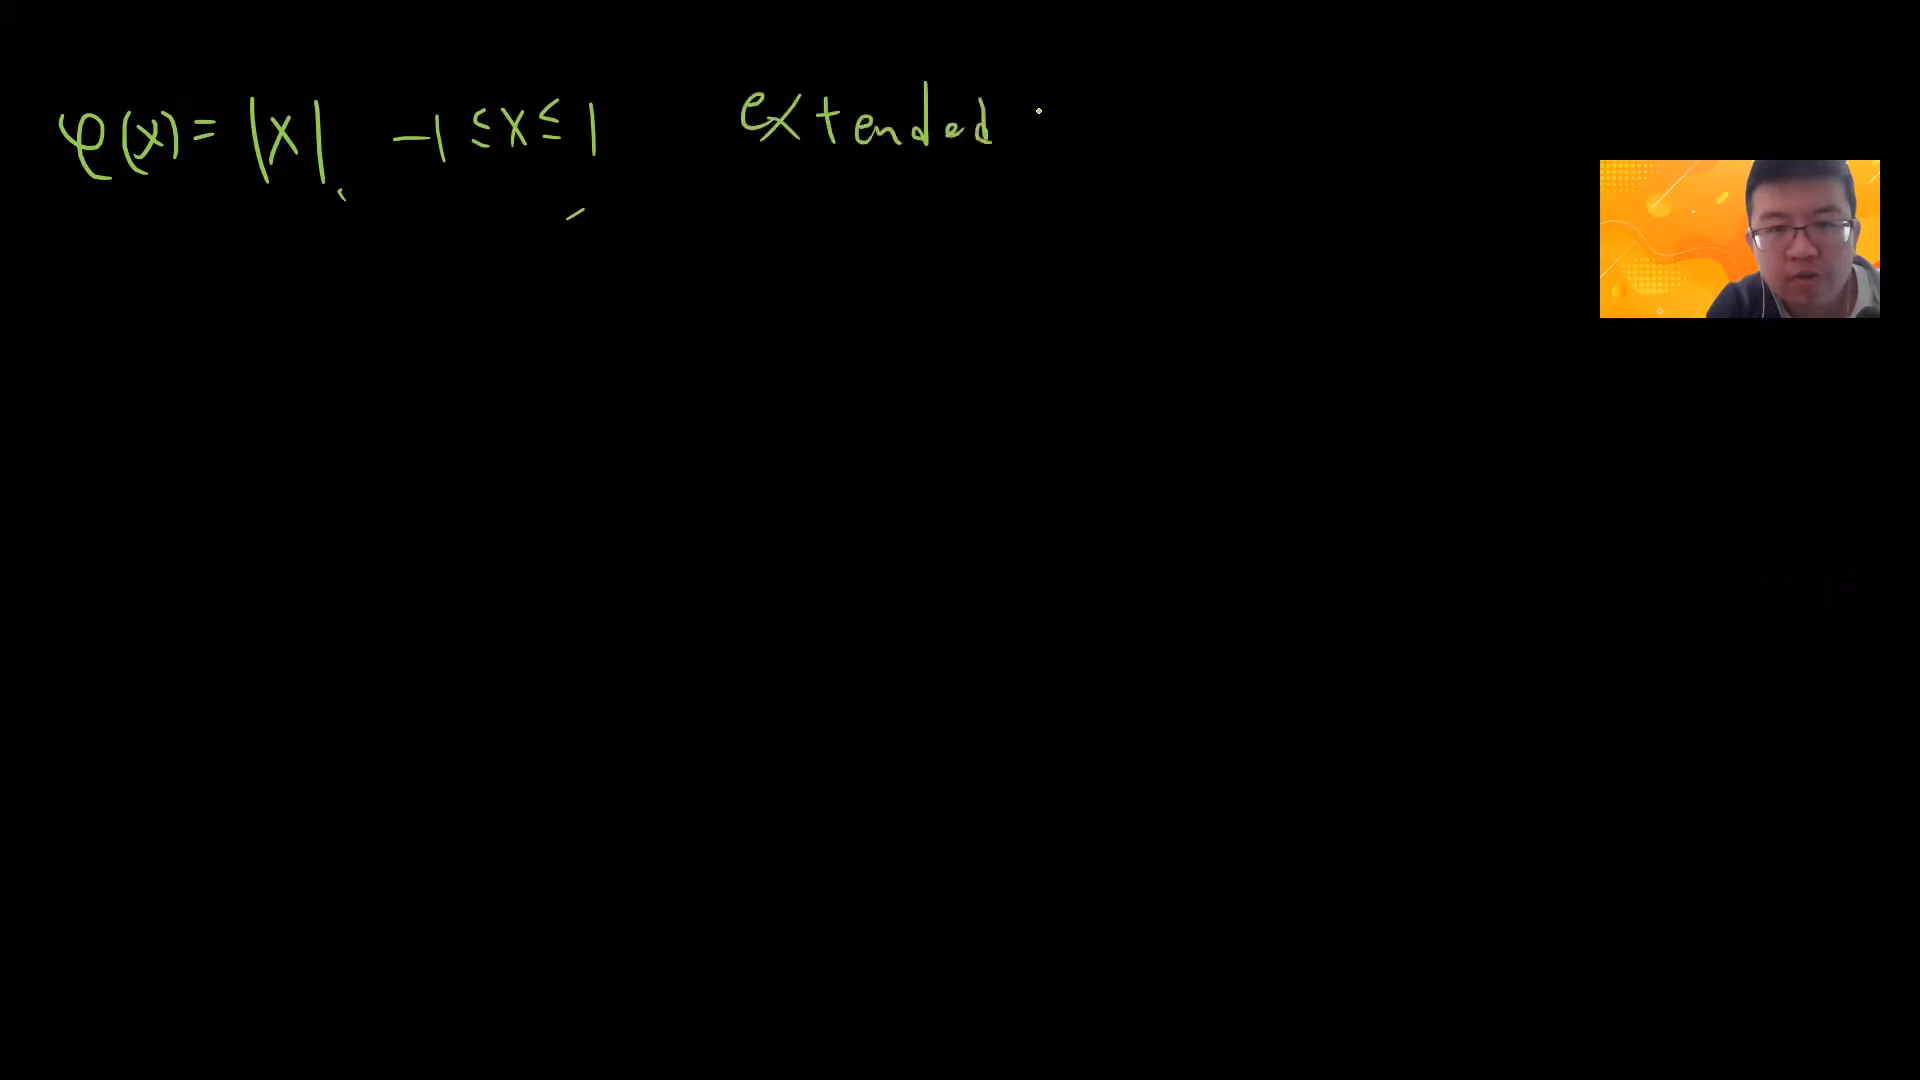 φ(x) = |x|, -1 ≤ x ≤ 1 extended